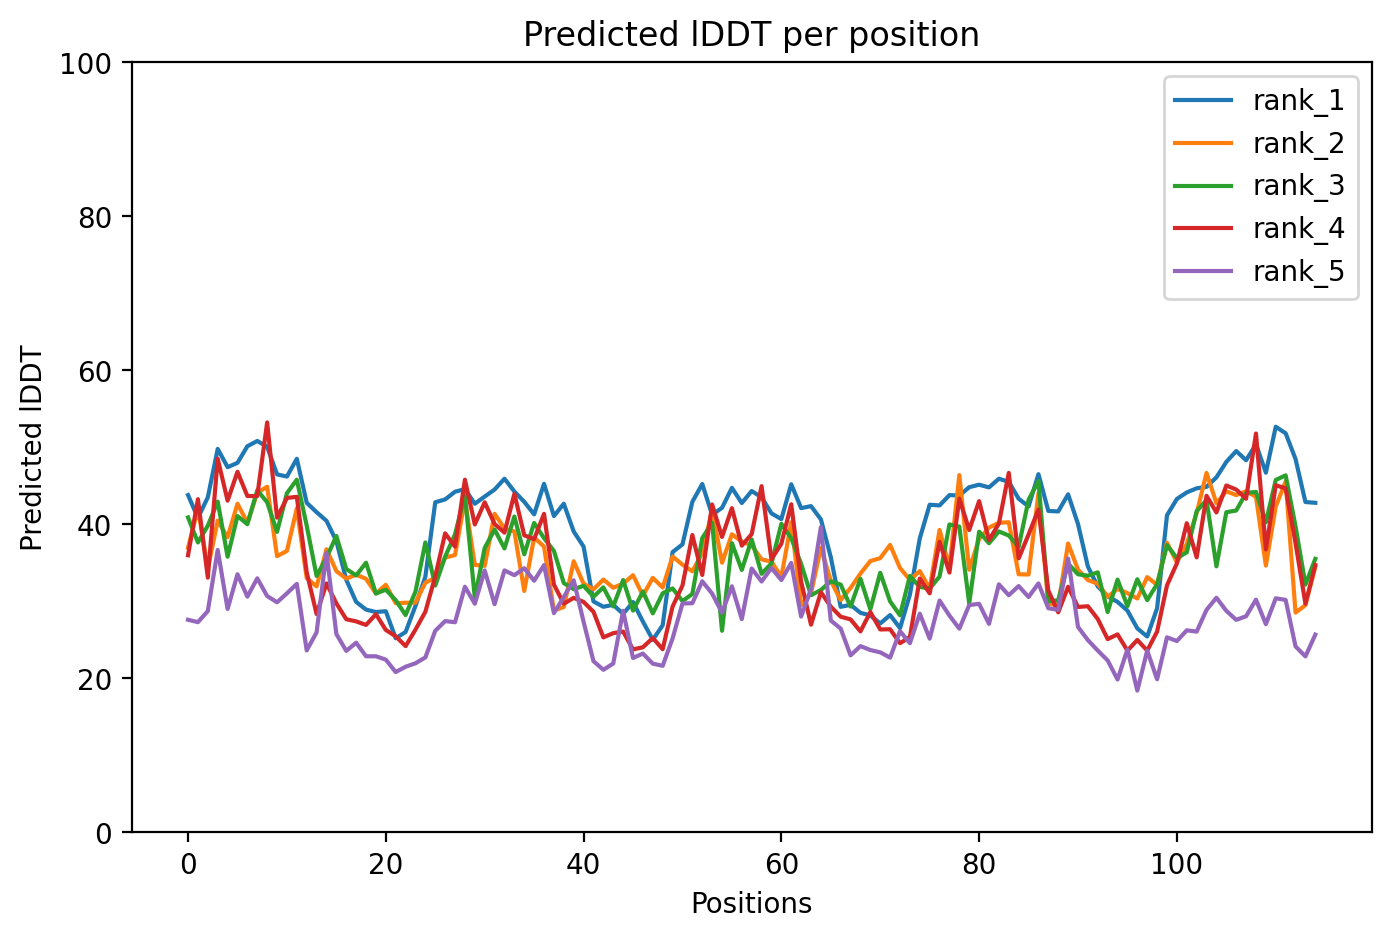 Predicted lDDT per position
100
80
60
40
20
0
Predicted lDDT
0 20 40 60 80 100
Positions
rank_1
rank_2
rank_3
rank_4
rank_5